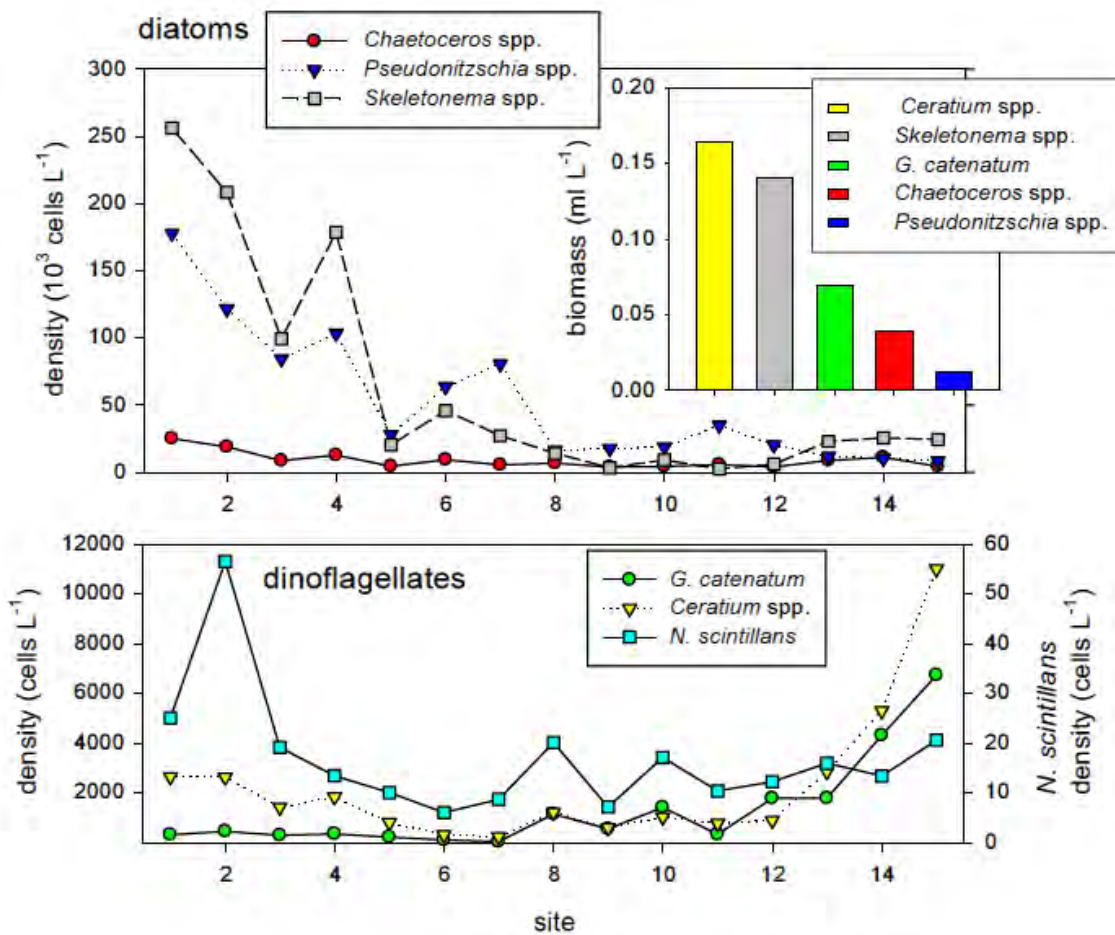 diatoms
Chaetoceros spp.
Pseudonitzschia spp.
Skeletonema spp.
300
250
200
150
100
50
0
density (10³ cells L⁻¹)
2
4
6
8
10
12
14
0.20
0.15
0.10
0.05
0.00
biomass (ml L⁻¹)
Ceratium spp.
Skeletonema spp.
G. catenatum
Chaetoceros spp.
Pseudonitzschia spp.
dinoflagellates
G. catenatum
Ceratium spp.
N. scintillans
12000
10000
8000
6000
4000
2000
density (cells L⁻¹)
60
50
40
30
20
10
0
N. scintillans
density (cells L⁻¹)
2
4
6
8
10
12
14
site